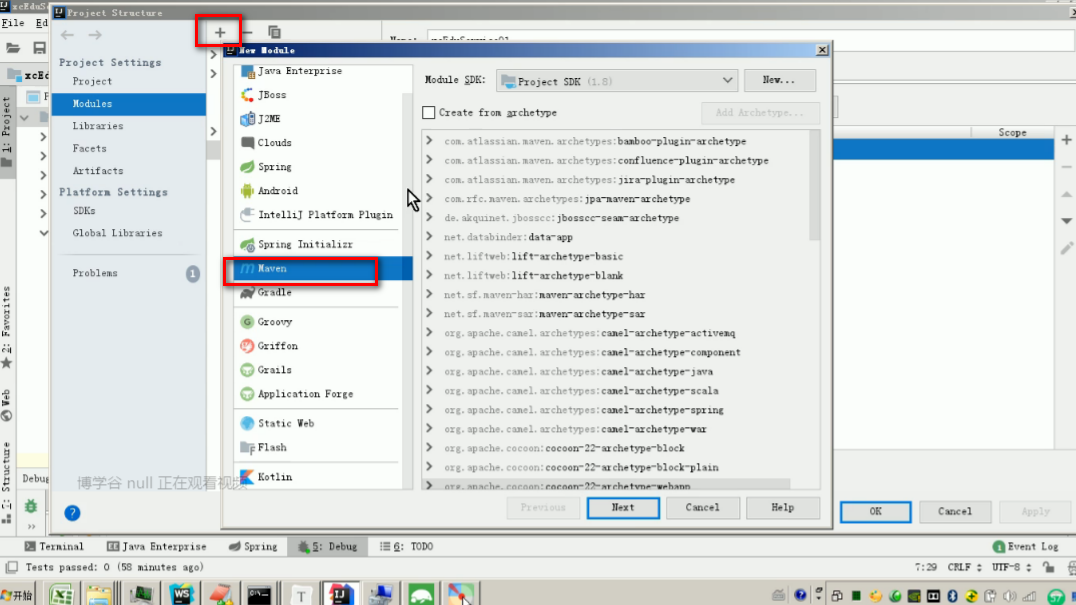 Project Structure
File
New Module
Project Settings
Project
Modules
Libraries
Facets
Artifacts
Platform Settings
SDKs
Global Libraries
Problems
1
Java Enterprise
JBoss
J2ME
Clouds
Spring
Android
IntelliJ Platform Plugin
Spring Initializr
Maven
Gradle
Groovy
Griffon
Grails
Application Forge
Static Web
Flash
Kotlin
Module SDK:
Project SDK (1.8)
New...
Create from archetype
Add Archetype...
com.atlassian.maven.archetypes:bamboo-plugin-archetype
com.atlassian.maven.archetypes:confluence-plugin-archetype
com.atlassian.maven.archetypes:jira-plugin-archetype
com.rfc.maven.archetypes:jpa-maven-archetype
de.akquinet.jbosscc:jbosscc-seam-archetype
net.databinder:data-app
net.liftweb:lift-archetype-basic
net.liftweb:lift-archetype-blank
net.sf.maven-har:maven-archetype-har
net.sf.maven-sar:maven-archetype-sar
org.apache.camel.archetypes:camel-archetype-activemq
org.apache.camel.archetypes:camel-archetype-component
org.apache.camel.archetypes:camel-archetype-java
org.apache.camel.archetypes:camel-archetype-scala
org.apache.camel.archetypes:camel-archetype-spring
org.apache.camel.archetypes:camel-archetype-war
org.apache.cocoon:cocoon-22-archetype-block
org.apache.cocoon:cocoon-22-archetype-block-plain
org.apache.cocoon:cocoon-22-archetype-webapp
Previous
Next
Cancel
Help
Scope
OK
Cancel
Apply
1: Project
2: Favorites
Web
Structure
Debug
博学谷 null 正在观看视频
Terminal
Java Enterprise
Spring
5: Debug
6: TODO
1 Event Log
Tests passed: 0 (58 minutes ago)
7:29
CRLF
UTF-8
开始